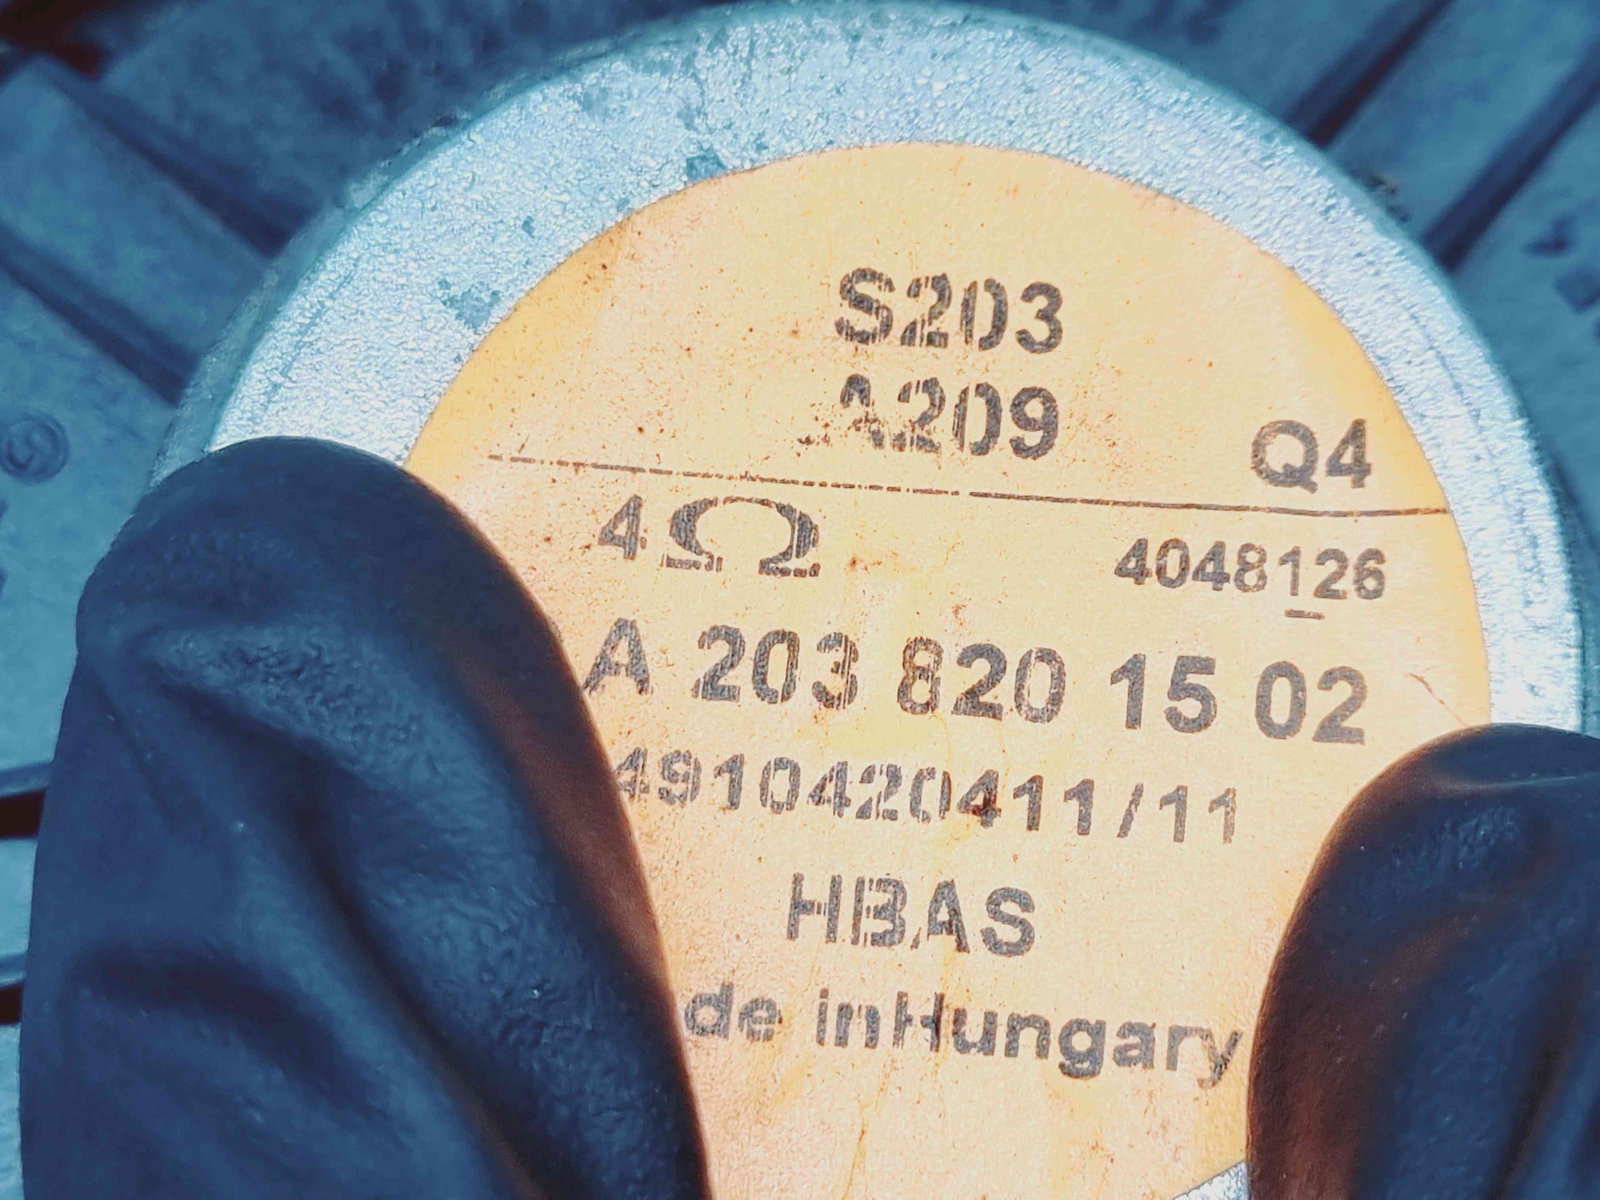 S203
A209
Q4
4Ω
4048126
A 203 820 15 02
4910420411/11
HBAS
de inHungary